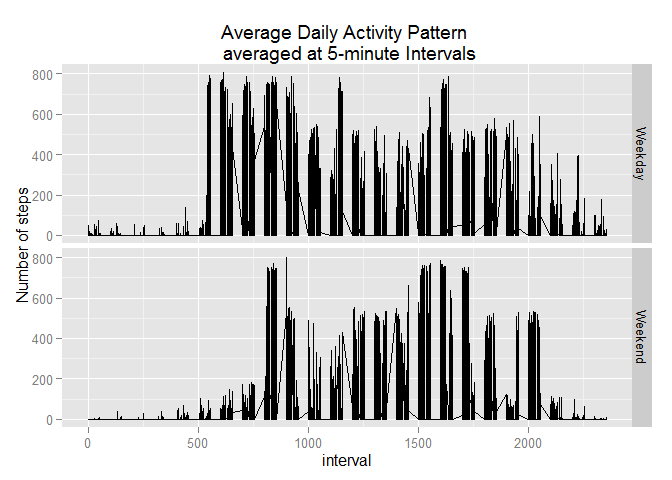 Average Daily Activity Pattern
averaged at 5-minute Intervals
Number of steps
800
600
400
200
0
Weekday
800
600
400
200
0
Weekend
0 500 1000 1500 2000
interval